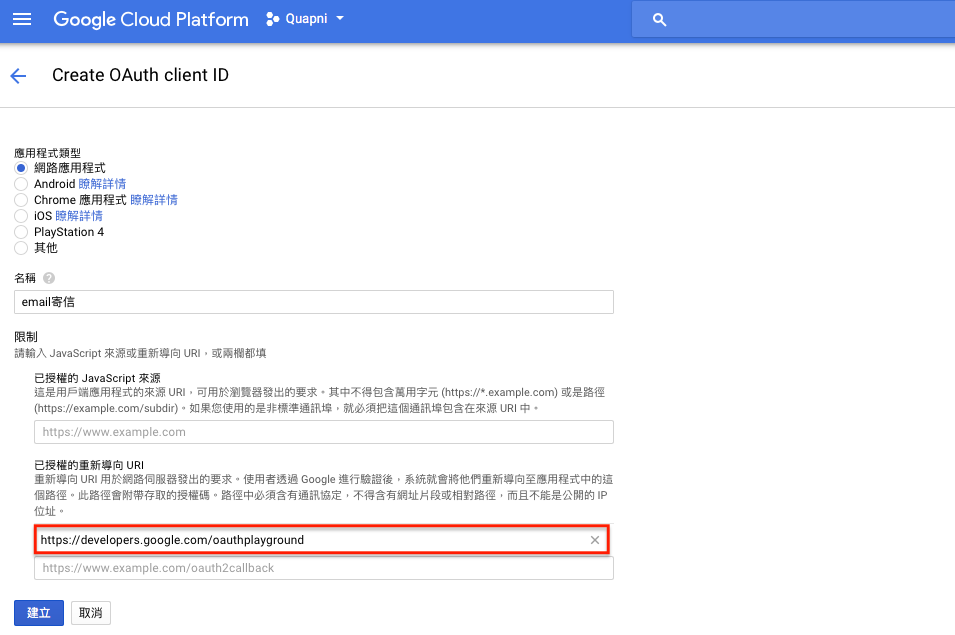 Google Cloud Platform
Quapni
Create OAuth client ID
應用程式類型
網路應用程式
Android 瞭解詳情
Chrome 應用程式 瞭解詳情
iOS 瞭解詳情
PlayStation 4
其他
名稱 ?
email寄信
限制
請輸入 JavaScript 來源或重新導向 URI，或兩欄都填
已授權的 JavaScript 來源
這是用戶端應用程式的來源 URI，可用於瀏覽器發出的要求。其中不得包含萬用字元 (https://*.example.com) 或是路徑
(https://example.com/subdir)。如果您使用的是非標準通訊埠，就必須把這個通訊埠包含在來源 URI 中。
https://www.example.com
已授權的重新導向 URI
重新導向 URI 用於網路伺服器發出的要求。使用者透過 Google 進行驗證後，系統就會將他們重新導向至應用程式中的這
個路徑。此路徑會附帶存取的授權碼。路徑中必須含有通訊協定，不得含有網址片段或相對路徑，而且不能是公開的 IP
位址。
https://developers.google.com/oauthplayground
https://www.example.com/oauth2callback
建立 取消